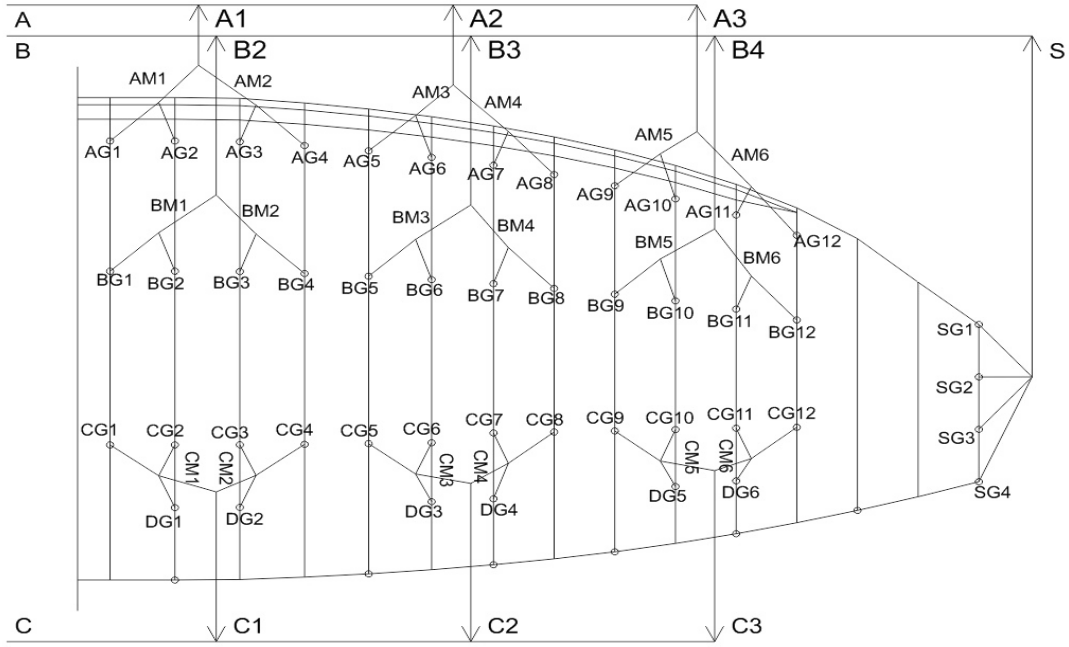 A A1 A2 A3
B B2 B3 B4 S
AM1 AM2 AM3 AM4 AM5 AM6
AG1 AG2 AG3 AG4 AG5 AG6 AG7 AG8 AG9 AG10 AG11 AG12
BM1 BM2 BM3 BM4 BM5 BM6
BG1 BG2 BG3 BG4 BG5 BG6 BG7 BG8 BG9 BG10 BG11 BG12
SG1
SG2
SG3
SG4
CG1 CG2 CG3 CG4 CG5 CG6 CG7 CG8 CG9 CG10 CG11 CG12
CM1 CM2 CM3 CM4 CM5 CM6
DG1 DG2 DG3 DG4 DG5 DG6
C C1 C2 C3